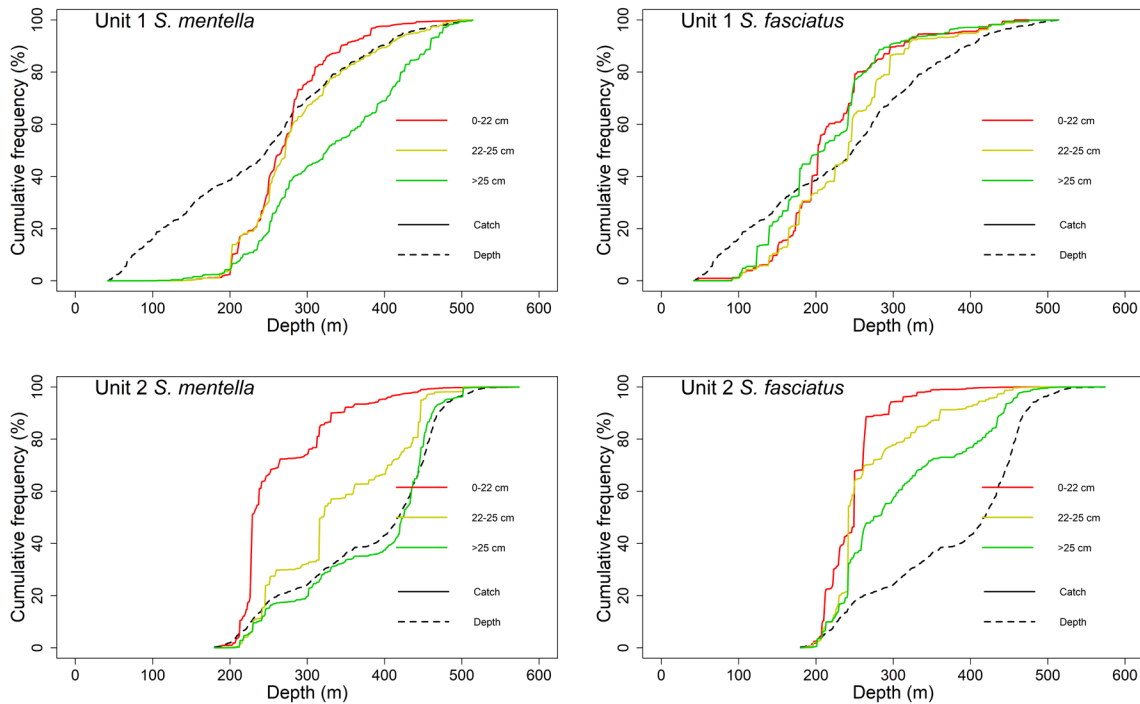 Unit 1 S. mentella
Cumulative frequency (%)
0 20 40 60 80 100
0-22 cm
22-25 cm
>25 cm
Catch
Depth
0 100 200 300 400 500 600
Depth (m)
Unit 1 S. fasciatus
Cumulative frequency (%)
0 20 40 60 80 100
0-22 cm
22-25 cm
>25 cm
Catch
Depth
0 100 200 300 400 500 600
Depth (m)
Unit 2 S. mentella
Cumulative frequency (%)
0 20 40 60 80 100
0-22 cm
22-25 cm
>25 cm
Catch
Depth
0 100 200 300 400 500 600
Depth (m)
Unit 2 S. fasciatus
Cumulative frequency (%)
0 20 40 60 80 100
0-22 cm
22-25 cm
>25 cm
Catch
Depth
0 100 200 300 400 500 600
Depth (m)